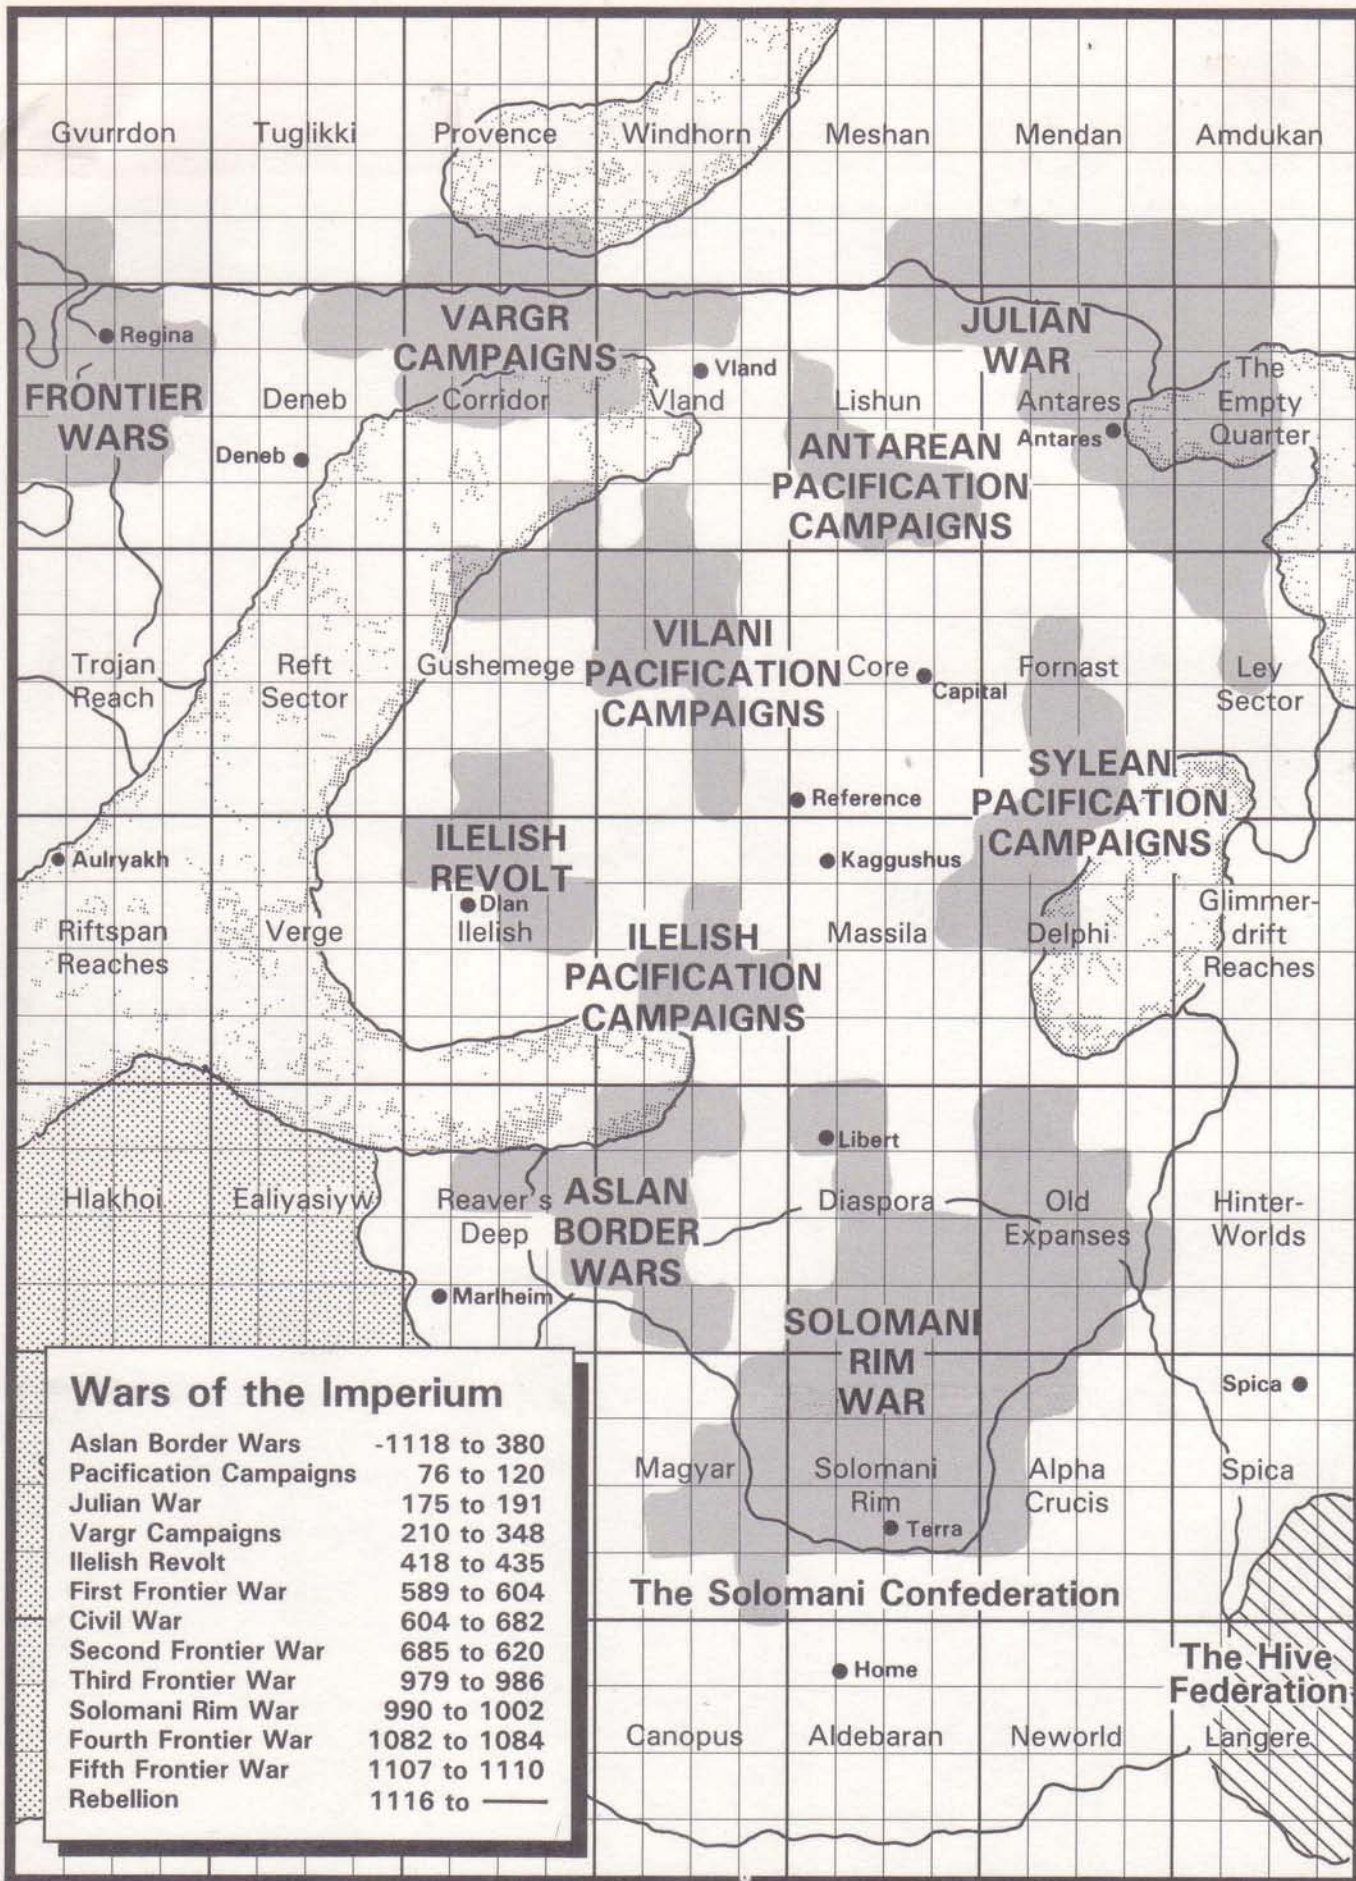 Gvurrdon Tuglikki Provence Windhorn Meshan Mendan Amdukan
Regina
VARGR
CAMPAIGNS
JULIAN
WAR
Vland
FRONTIER
WARS
Deneb
Corridor
Vland
Lishun
Antares
The
Empty
Quarter
Deneb
Antares
ANTAREAN
PACIFICATION
CAMPAIGNS
VILANI
PACIFICATION
CAMPAIGNS
Trojan
Reach
Reft
Sector
Gushemege
Core
Capital
Fornast
Ley
Sector
SYLEAN
PACIFICATION
CAMPAIGNS
Reference
Aulryakh
ILELISH
REVOLT
Dlan
Ilelish
Kaggushus
Riftspan
Reaches
Verge
ILELISH
PACIFICATION
CAMPAIGNS
Massila
Delphi
Glimmer-
drift
Reaches
Libert
Hlakhoi
Ealiyasiyw
Reaver's
Deep
ASLAN
BORDER
WARS
Diaspora
Old
Expanses
Hinter-
Worlds
Marlheim
SOLOMANI
RIM
WAR
Spica
Magyar
Solomani
Rim
Terra
Alpha
Crucis
Spica
The Solomani Confederation
Home
The Hive
Federation
Canopus Aldebaran Neworld Langere
Wars of the Imperium
Aslan Border Wars -1118 to 380
Pacification Campaigns 76 to 120
Julian War 175 to 191
Vargr Campaigns 210 to 348
Ilelish Revolt 418 to 435
First Frontier War 589 to 604
Civil War 604 to 682
Second Frontier War 685 to 620
Third Frontier War 979 to 986
Solomani Rim War 990 to 1002
Fourth Frontier War 1082 to 1084
Fifth Frontier War 1107 to 1110
Rebellion 1116 to ——